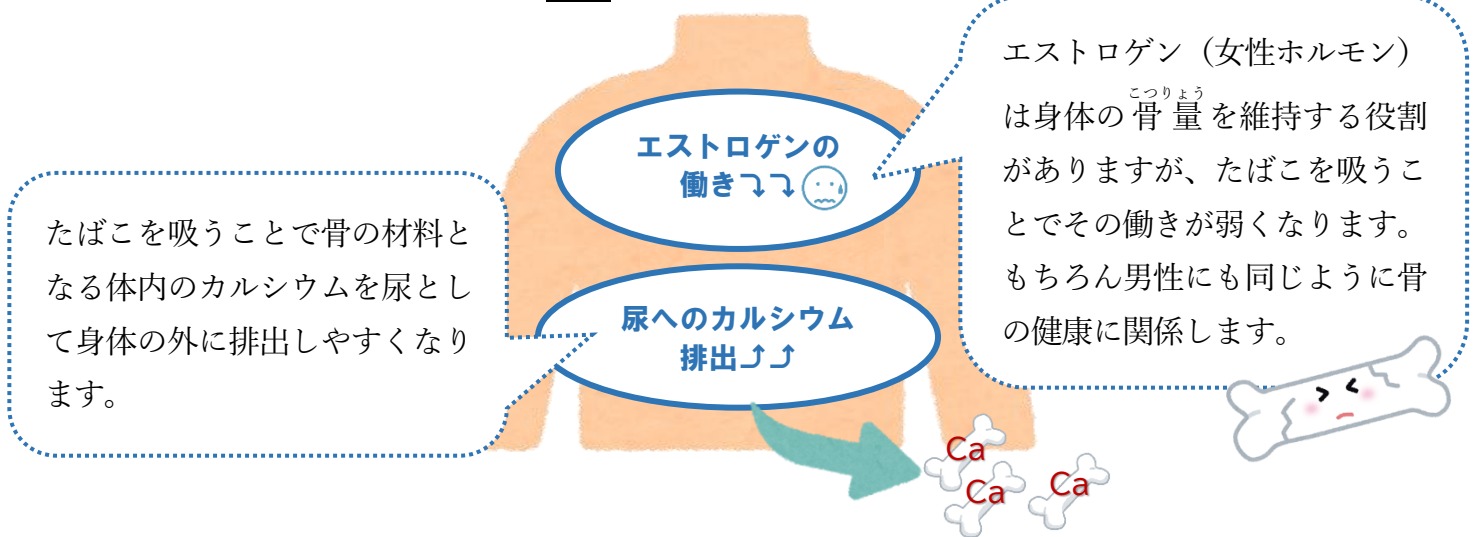 エストロゲン（女性ホルモン）
は身体の骨量を維持する役割
こつりょう
がありますが、たばこを吸うこ
とでその働きが弱くなります。
もちろん男性にも同じように骨
の健康に関係します。
エストロゲンの
働き⤵⤵
たばこを吸うことで骨の材料と
なる体内のカルシウムを尿とし
て身体の外に排出しやすくなり
ます。
尿へのカルシウム
排出⤴⤴
Ca
Ca
Ca